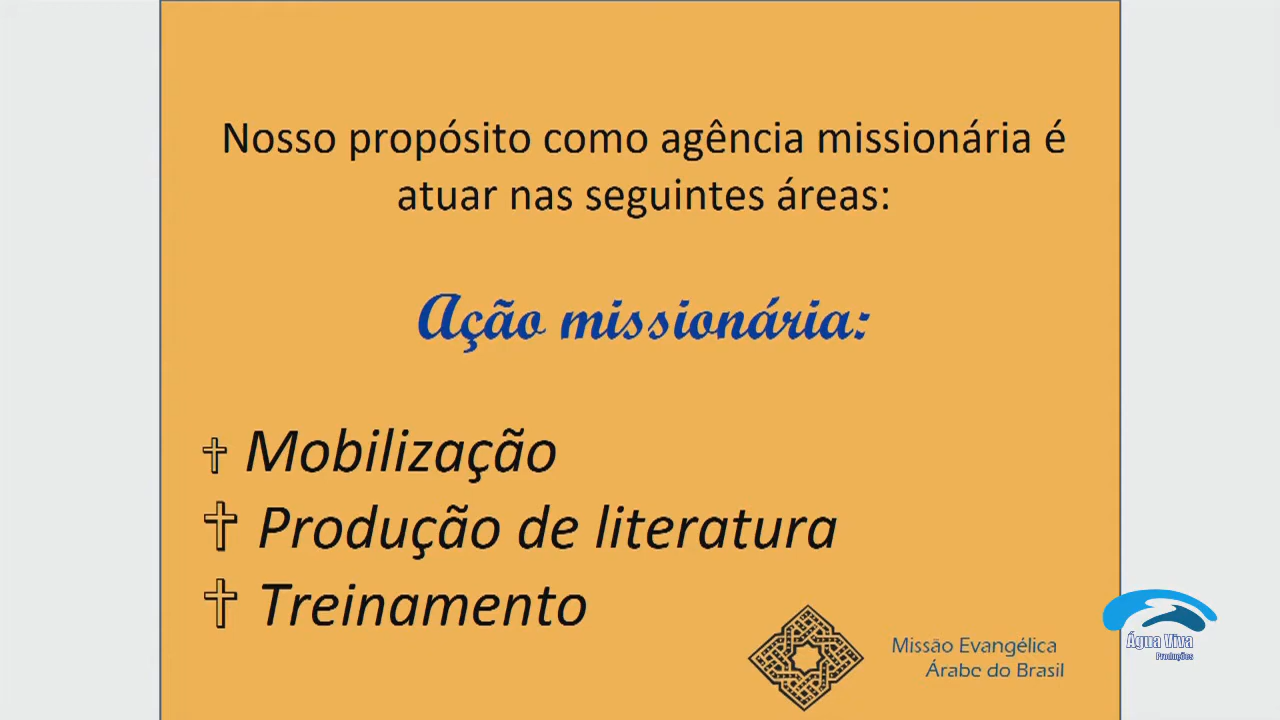 Nosso propósito como agência missionária é
atuar nas seguintes áreas:
Ação missionária:
Mobilização
Produção de literatura
Treinamento
Missão Evangélica
Árabe do Brasil
Água Viva
Produções